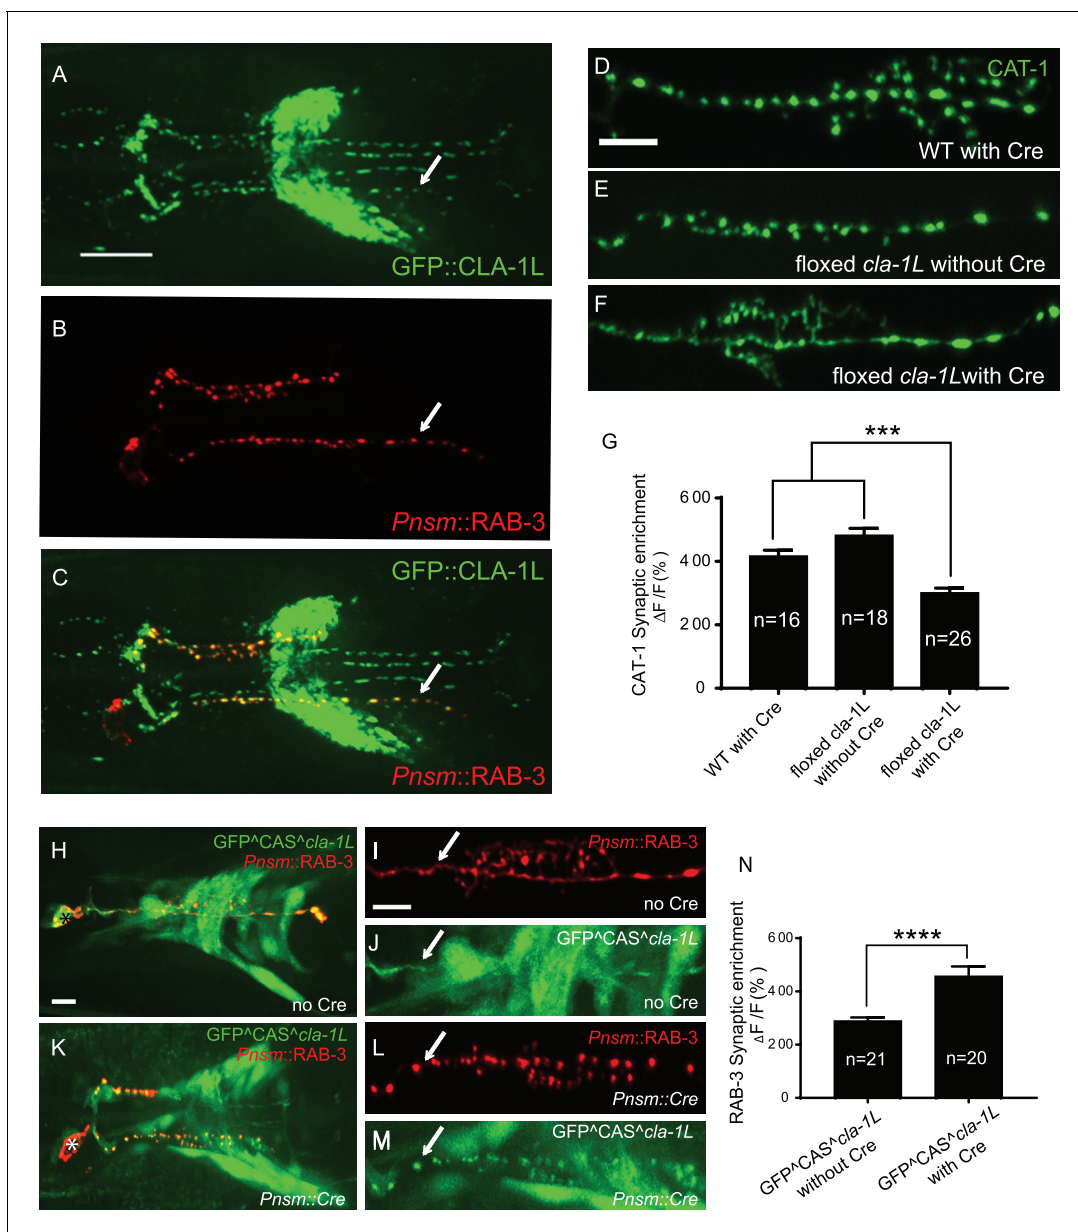 A
GFP::CLA-1L
B
Pnsm::RAB-3
C
GFP::CLA-1L
Pnsm::RAB-3
D
CAT-1
WT with Cre
E
floxed cla-1L without Cre
F
floxed cla-1Lwith Cre
G
***
CAT-1 Synaptic enrichment
ΔF /F (%)
600
400
200
0
n=16
n=18
n=26
WT with Cre
floxed cla-1L
without Cre
floxed cla-1L
with Cre
H
GFP^CAS^cla-1L
Pnsm::RAB-3
*
no Cre
I
Pnsm::RAB-3
no Cre
J
GFP^CAS^cla-1L
no Cre
K
GFP^CAS^cla-1L
Pnsm::RAB-3
*
Pnsm::Cre
L
Pnsm::RAB-3
Pnsm::Cre
M
GFP^CAS^cla-1L
Pnsm::Cre
N
****
RAB-3 Synaptic enrichment
ΔF /F (%)
600
400
200
0
n=21
n=20
GFP^CAS^cla-1L
without Cre
GFP^CAS^cla-1L
with Cre